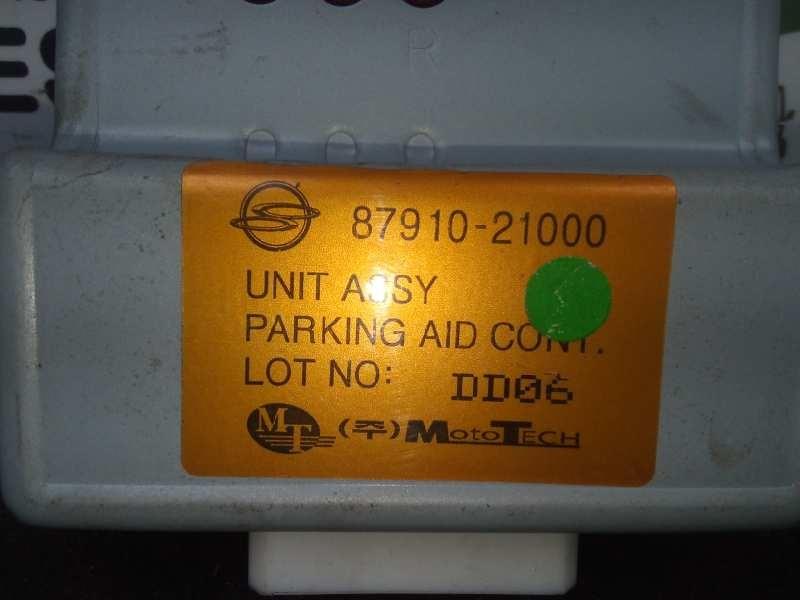 R
87910-21000
UNIT ASSY
PARKING AID CONT.
LOT NO: DD06
MT (주) MotoTech